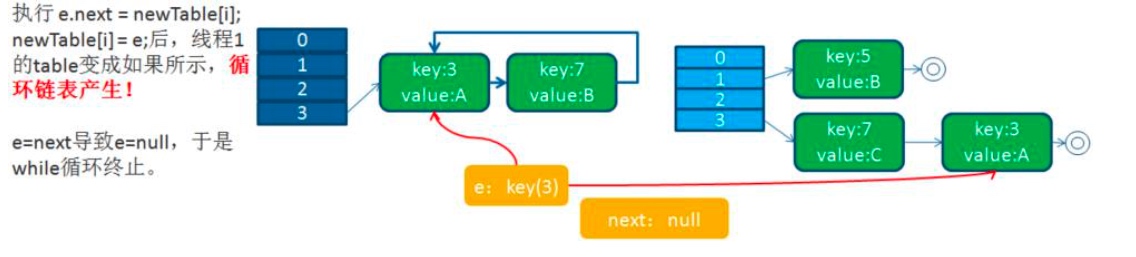 执行 e.next = newTable[i];
newTable[i]= e;后，线程1
的table变成如果所示，循
环链表产生！
e=next导致e=null，于是
while循环终止。
0
1
2
3
key:3
value:A
key:7
value:B
e：key(3)
next：null
0
1
2
3
key:5
value:B
key:7
value:C
key:3
value:A